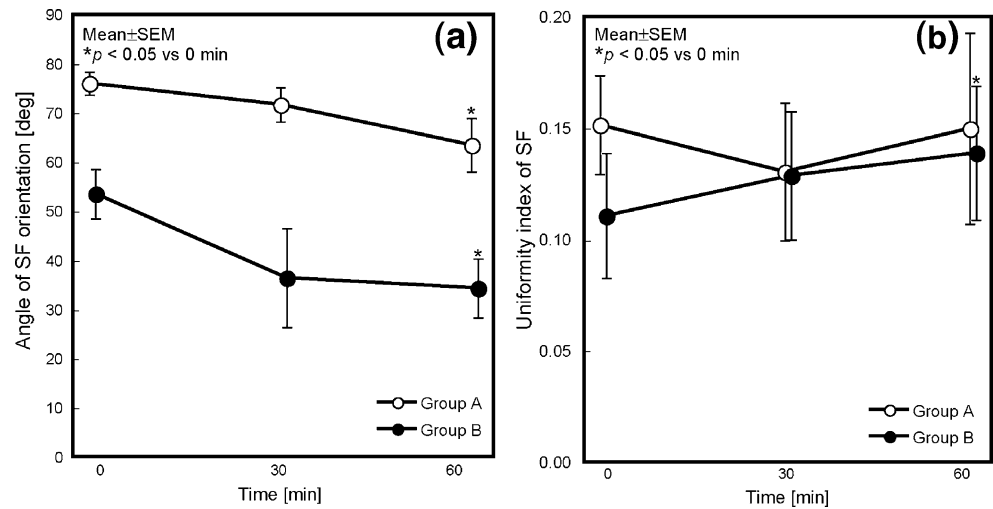 (a)
Mean±SEM
*p < 0.05 vs 0 min
Angle of SF orientation [deg]
90
80
70
60
50
40
30
20
10
0
*
*
Group A
Group B
0
30
60
Time [min]
(b)
Mean±SEM
*p < 0.05 vs 0 min
Uniformity index of SF
0.20
0.15
0.10
0.05
0.00
*
Group A
Group B
0
30
60
Time [min]